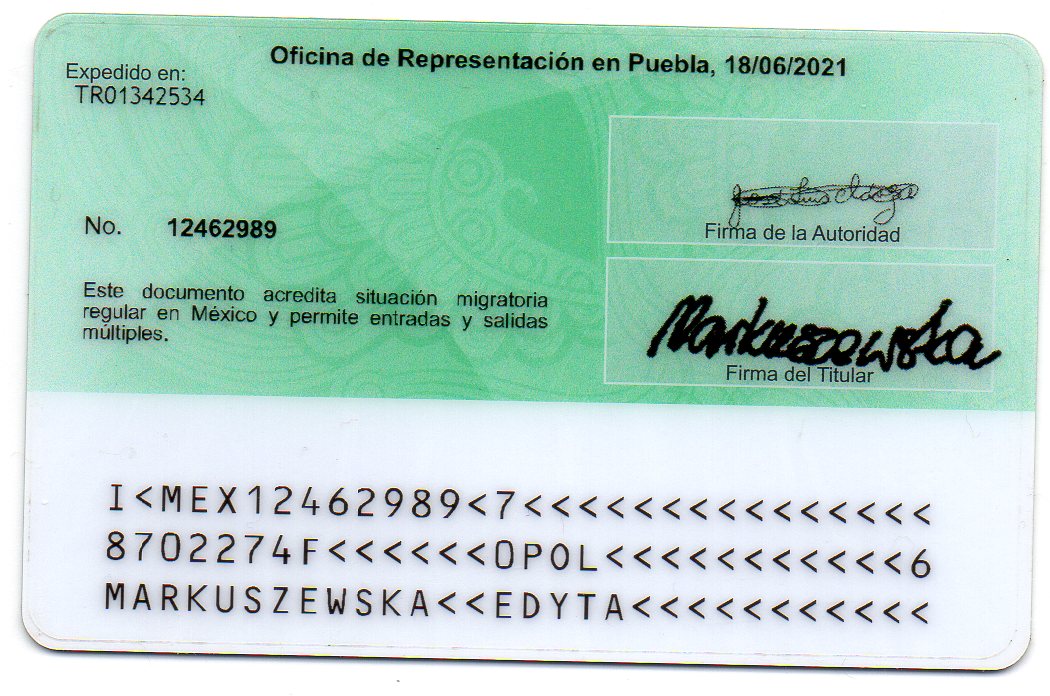 Oficina de Representación en Puebla, 18/06/2021
Expedido en:
TR01342534
No. 12462989
Firma de la Autoridad
Este documento acredita situación migratoria
regular en México y permite entradas y salidas
múltiples.
Markuszewska
Firma del Titular
I<MEX12462989<7<<<<<<<<<<<<<<<
8702274F<<<<<<0POL<<<<<<<<<<<6
MARKUSZEWSKA<<EDYTA<<<<<<<<<<<